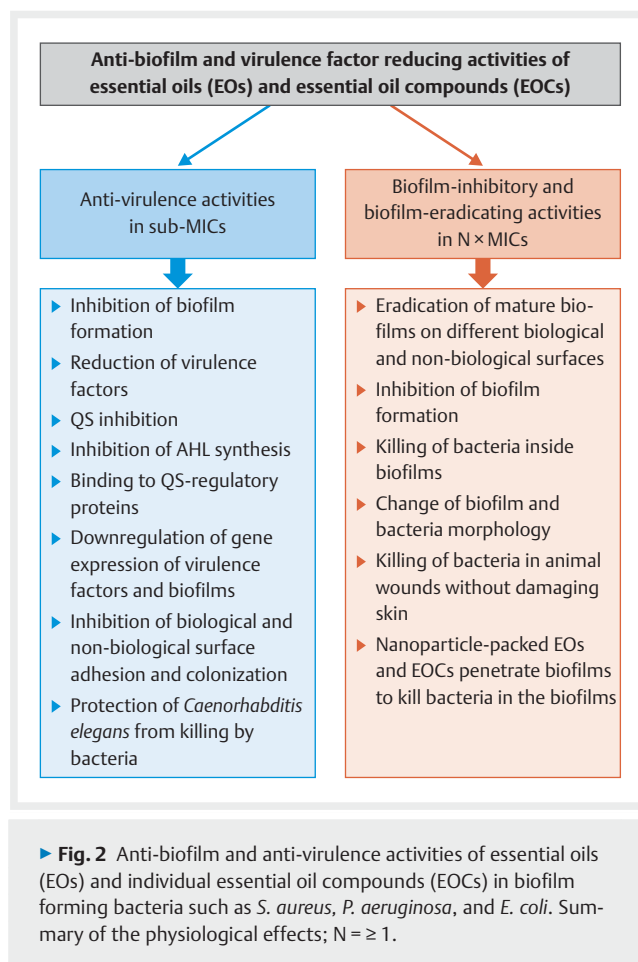 Anti-biofilm and virulence factor reducing activities of
essential oils (EOs) and essential oil compounds (EOCs)
Anti-virulence activities
in sub-MICs
▶ Inhibition of biofilm
formation
▶ Reduction of virulence
factors
▶ QS inhibition
▶ Inhibition of AHL synthesis
▶ Binding to QS-regulatory
proteins
▶ Downregulation of gene
expression of virulence
factors and biofilms
▶ Inhibition of biological and
non-biological surface
adhesion and colonization
▶ Protection of Caenorhabditis
elegans from killing by
bacteria
Biofilm-inhibitory and
biofilm-eradicating activities
in N × MICs
▶ Eradication of mature bio-
films on different biological
and non-biological surfaces
▶ Inhibition of biofilm
formation
▶ Killing of bacteria inside
biofilms
▶ Change of biofilm and
bacteria morphology
▶ Killing of bacteria in animal
wounds without damaging
skin
▶ Nanoparticle-packed EOs
and EOCs penetrate biofilms
to kill bacteria in the biofilms
▶ Fig. 2 Anti-biofilm and anti-virulence activities of essential oils
(EOs) and individual essential oil compounds (EOCs) in biofilm
forming bacteria such as S. aureus, P. aeruginosa, and E. coli. Sum-
mary of the physiological effects; N = ≥ 1.